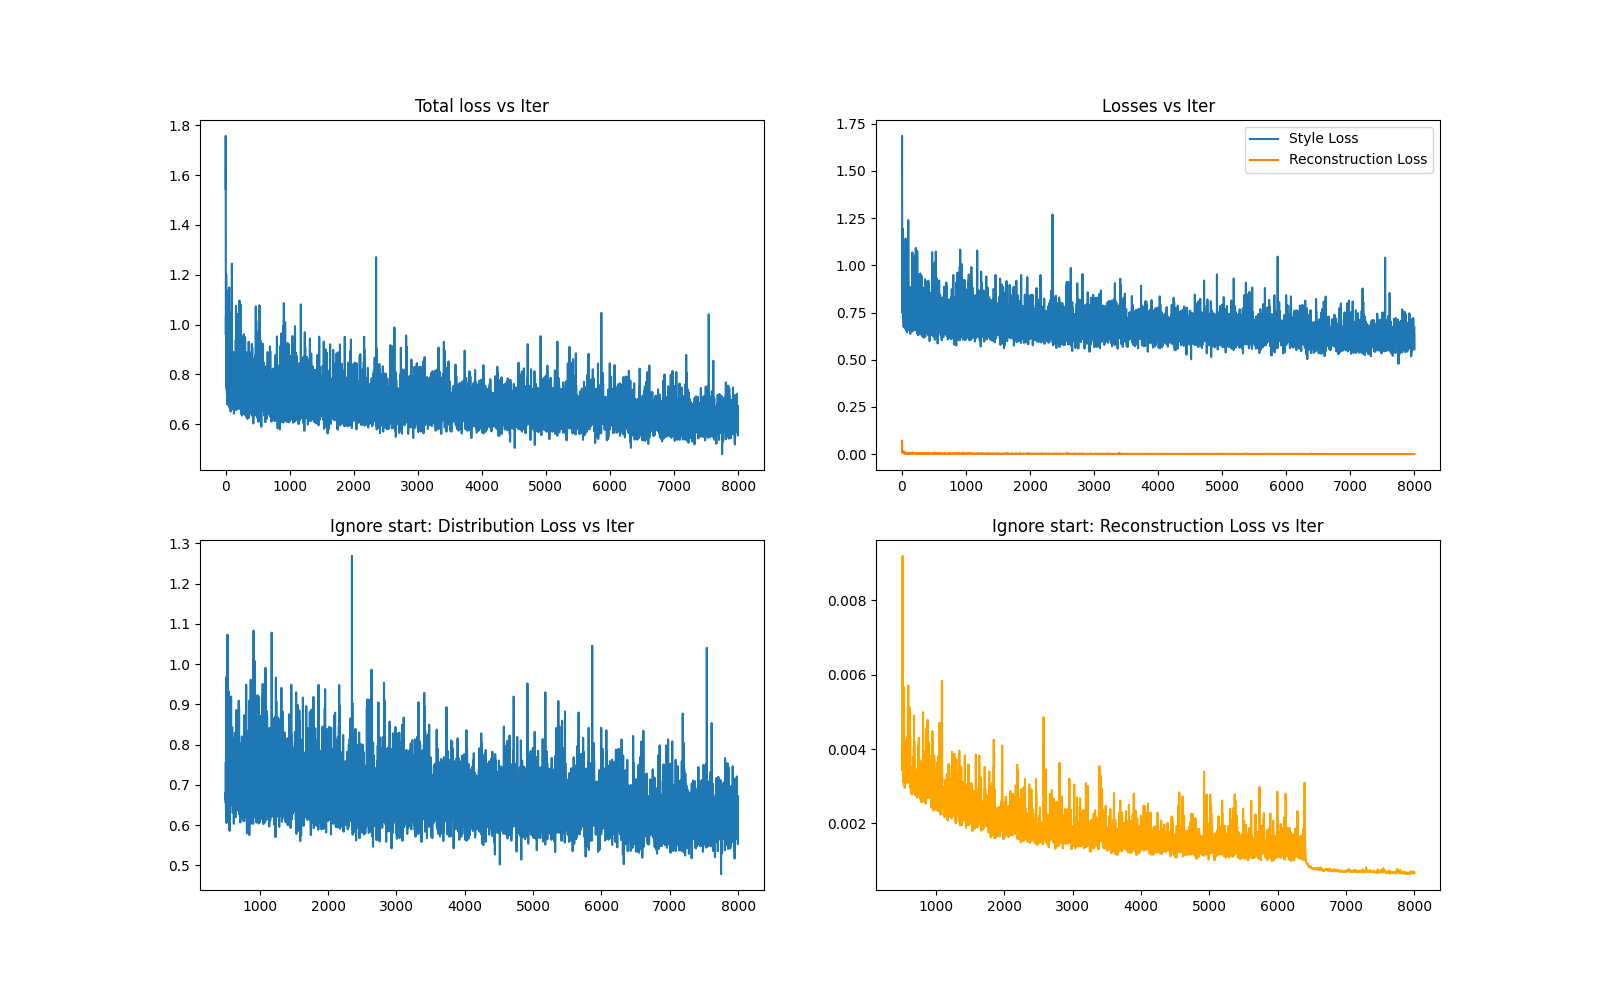 Total loss vs Iter
1.8
1.6
1.4
1.2
1.0
0.8
0.6
0 1000 2000 3000 4000 5000 6000 7000 8000
Losses vs Iter
Style Loss
Reconstruction Loss
1.75
1.50
1.25
1.00
0.75
0.50
0.25
0.00
0 1000 2000 3000 4000 5000 6000 7000 8000
Ignore start: Distribution Loss vs Iter
1.3
1.2
1.1
1.0
0.9
0.8
0.7
0.6
0.5
1000 2000 3000 4000 5000 6000 7000 8000
Ignore start: Reconstruction Loss vs Iter
0.008
0.006
0.004
0.002
1000 2000 3000 4000 5000 6000 7000 8000